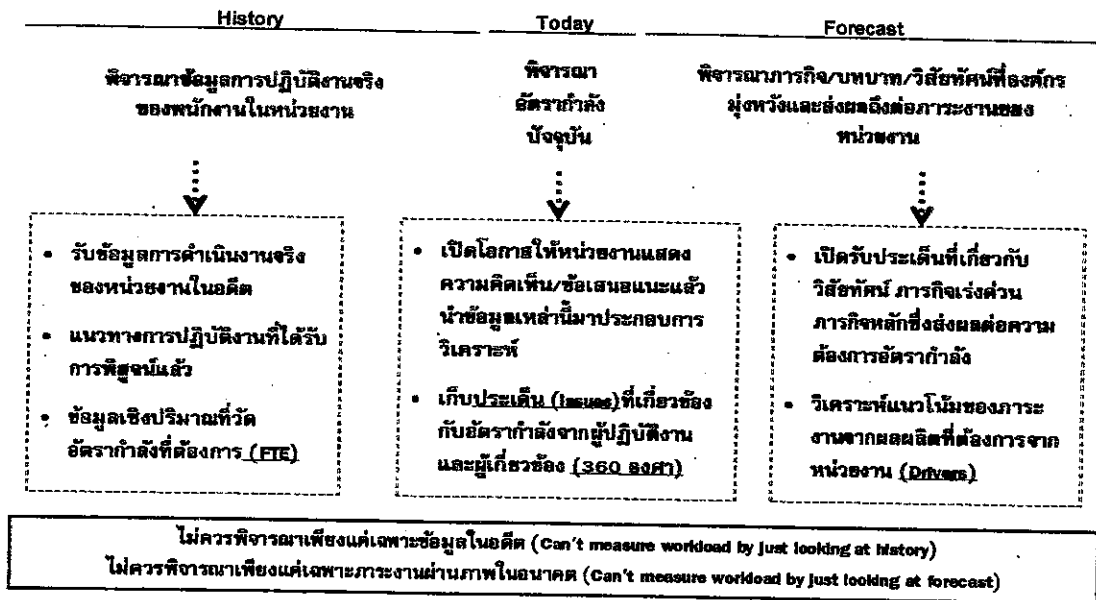 History
Today
Forecast
พิจารณาข้อมูลการปฏิบัติงานจริง
ของพนักงานในหน่วยงาน
พิจารณา
อัตรากำลัง
ปัจจุบัน
พิจารณาภารกิจ/บทบาท/วิสัยทัศน์ที่องค์กร
มุ่งหวังและส่งผลถึงต่อภาระงานของ
หน่วยงาน
• รับข้อมูลการดำเนินงานจริง
ของหน่วยงานในอดีต
• แนวทางการปฏิบัติงานที่ได้รับ
การพิสูจน์แล้ว
• ข้อมูลเชิงปริมาณที่วัด
อัตรากำลังที่ต้องการ (FTE)
• เปิดโอกาสให้หน่วยงานแสดง
ความคิดเห็น/ข้อเสนอแนะแล้ว
นำข้อมูลเหล่านี้มาประกอบการ
วิเคราะห์
• เก็บประเด็น (Issues)ที่เกี่ยวข้อง
กับอัตรากำลังจากผู้ปฏิบัติงาน
และผู้เกี่ยวข้อง (360 องศา)
• เปิดรับประเด็นที่เกี่ยวกับ
วิสัยทัศน์ ภารกิจเร่งด่วน
ภารกิจหลักซึ่งส่งผลต่อความ
ต้องการอัตรากำลัง
• วิเคราะห์แนวโน้มของภาระ
งานจากผลผลิตที่ต้องการจาก
หน่วยงาน (Drivers)
ไม่ควรพิจารณาเพียงแค่เฉพาะข้อมูลในอดีต (Can't measure workload by just looking at history)
ไม่ควรพิจารณาเพียงแค่เฉพาะภาระงานผ่านภาพในอนาคต (Can't measure workload by just looking at forecast)